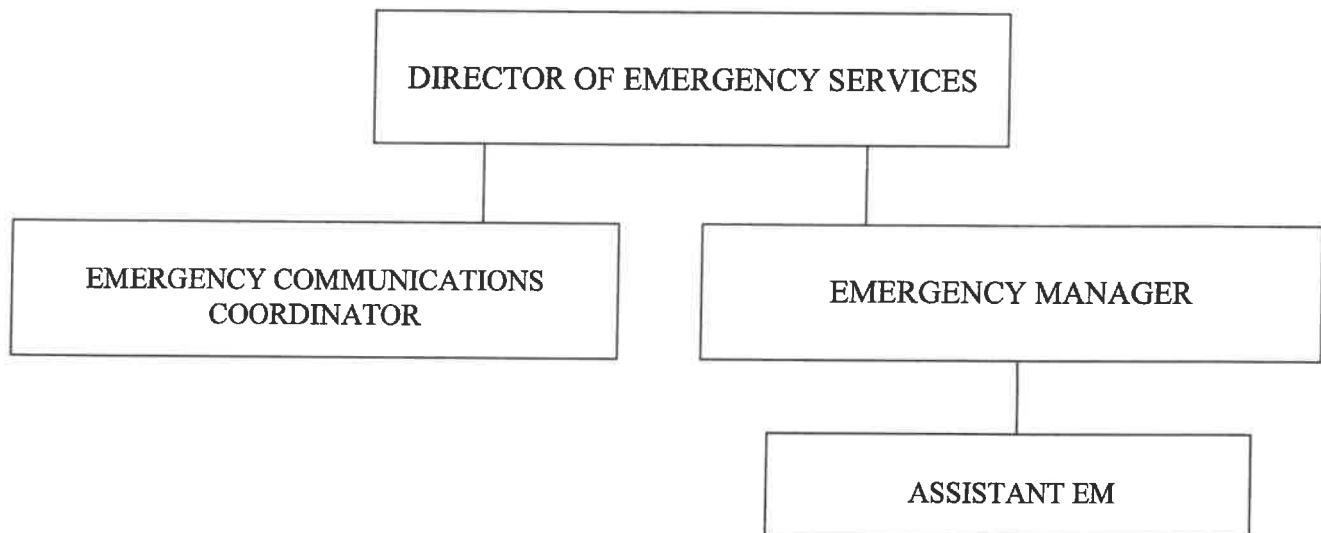 DIRECTOR OF EMERGENCY SERVICES
EMERGENCY COMMUNICATIONS
COORDINATOR
EMERGENCY MANAGER
ASSISTANT EM